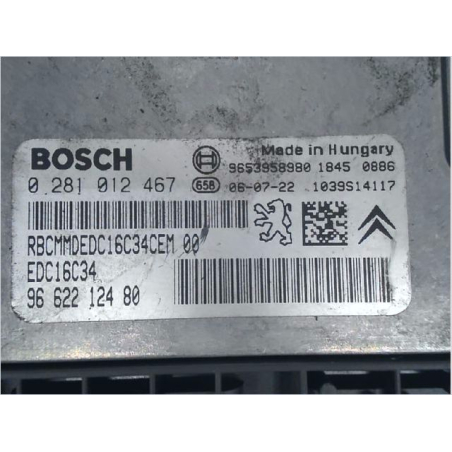 BOSCH
Made in Hungary
9653958980 1845 0886
0 281 012 467
658 06-07-22 1039S14117
RBCMMDEDC16C34CEM 00
EDC16C34
96 622 124 80